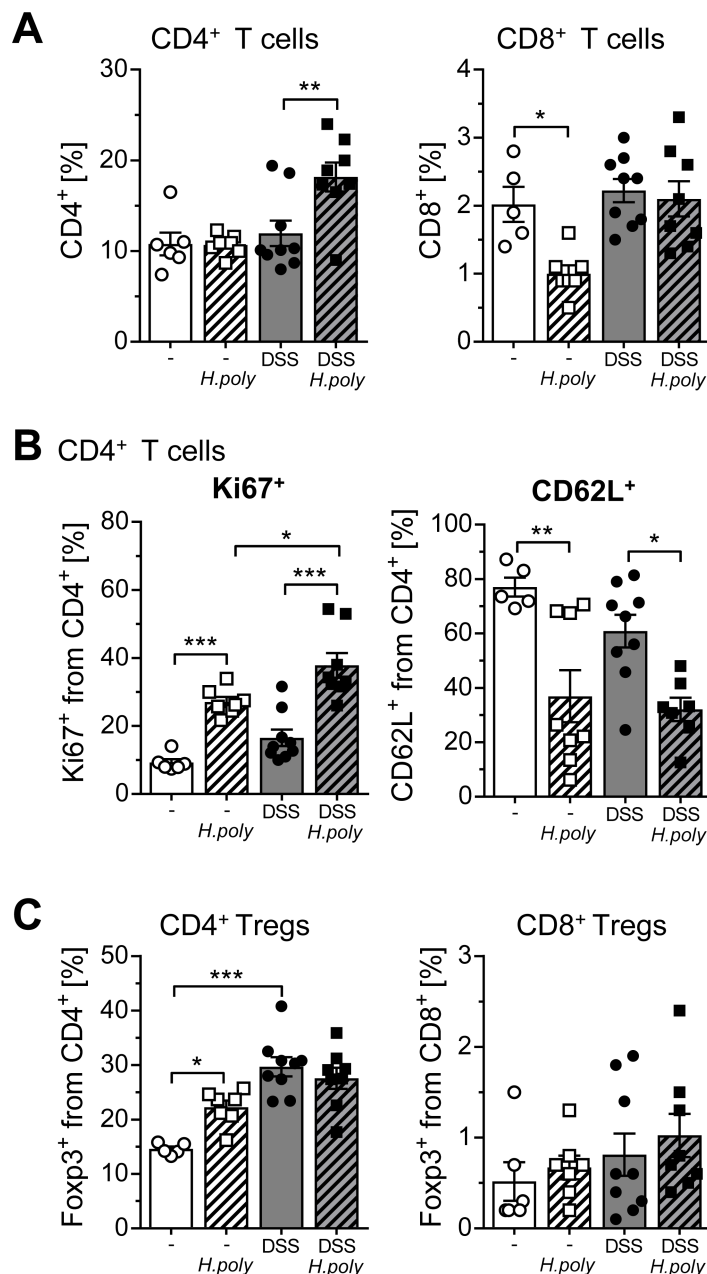 A
CD4⁺ T cells
CD8⁺ T cells
CD4⁺ [%]
30
20
10
0
**
-
-
DSS
DSS
H.poly
H.poly
CD8⁺ [%]
4
3
2
1
0
*
-
-
DSS
DSS
H.poly
H.poly
B CD4⁺ T cells
Ki67⁺
CD62L⁺
Ki67⁺ from CD4⁺ [%]
80
60
40
20
0
*
***
***
-
-
DSS
DSS
H.poly
H.poly
CD62L⁺ from CD4⁺ [%]
100
80
60
40
20
0
**
*
-
-
DSS
DSS
H.poly
H.poly
C
CD4⁺ Tregs
CD8⁺ Tregs
Foxp3⁺ from CD4⁺ [%]
50
40
30
20
10
0
***
*
-
-
DSS
DSS
H.poly
H.poly
Foxp3⁺ from CD8⁺ [%]
3
2
1
0
-
-
DSS
DSS
H.poly
H.poly